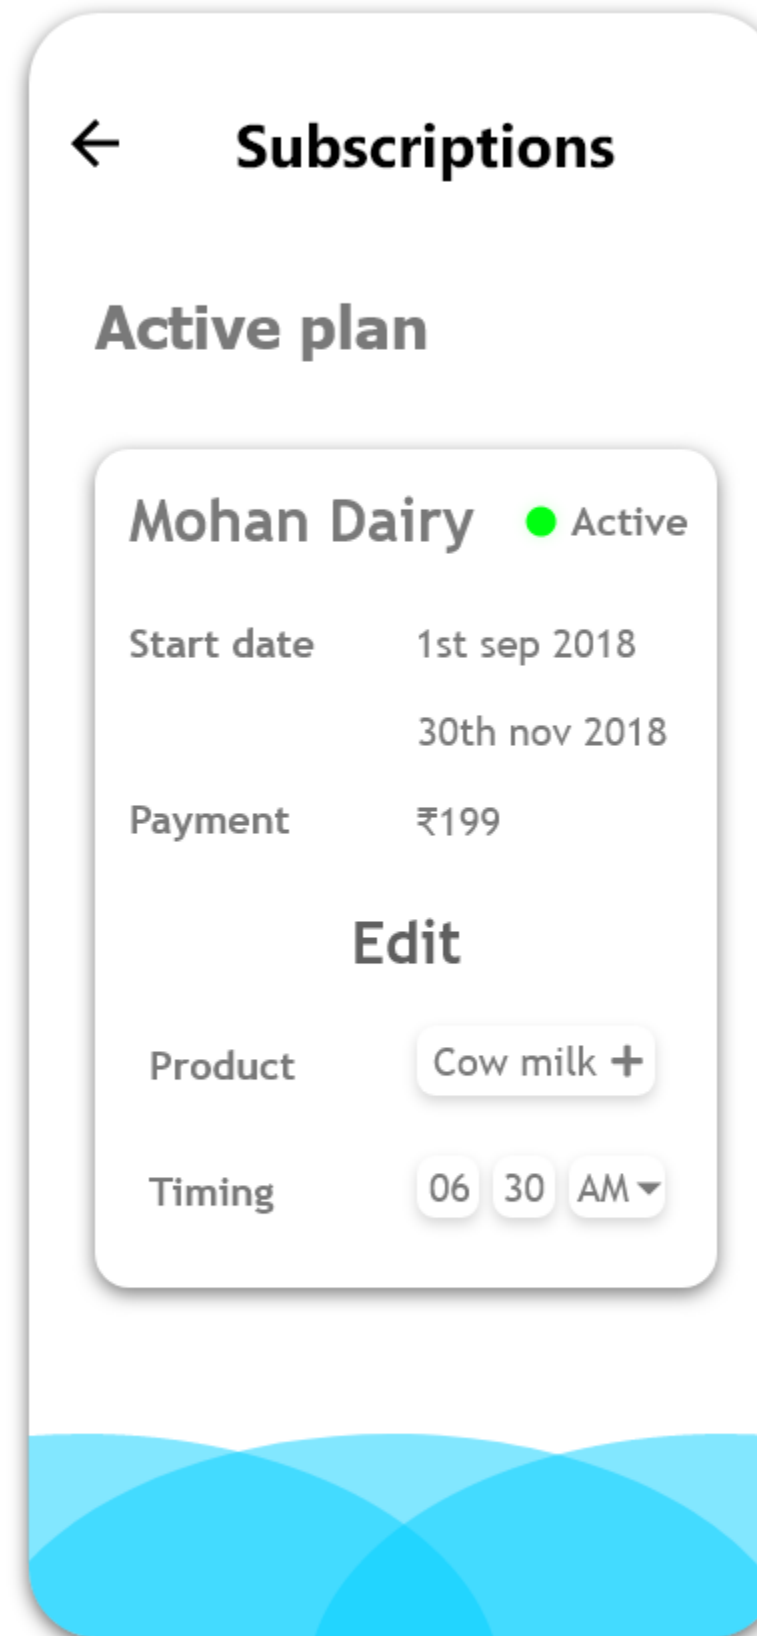 Subscriptions
Active plan
Mohan Dairy Active
Start date 1st sep 2018
30th nov 2018
Payment ₹199
Edit
Product Cow milk +
Timing 06 30 AM